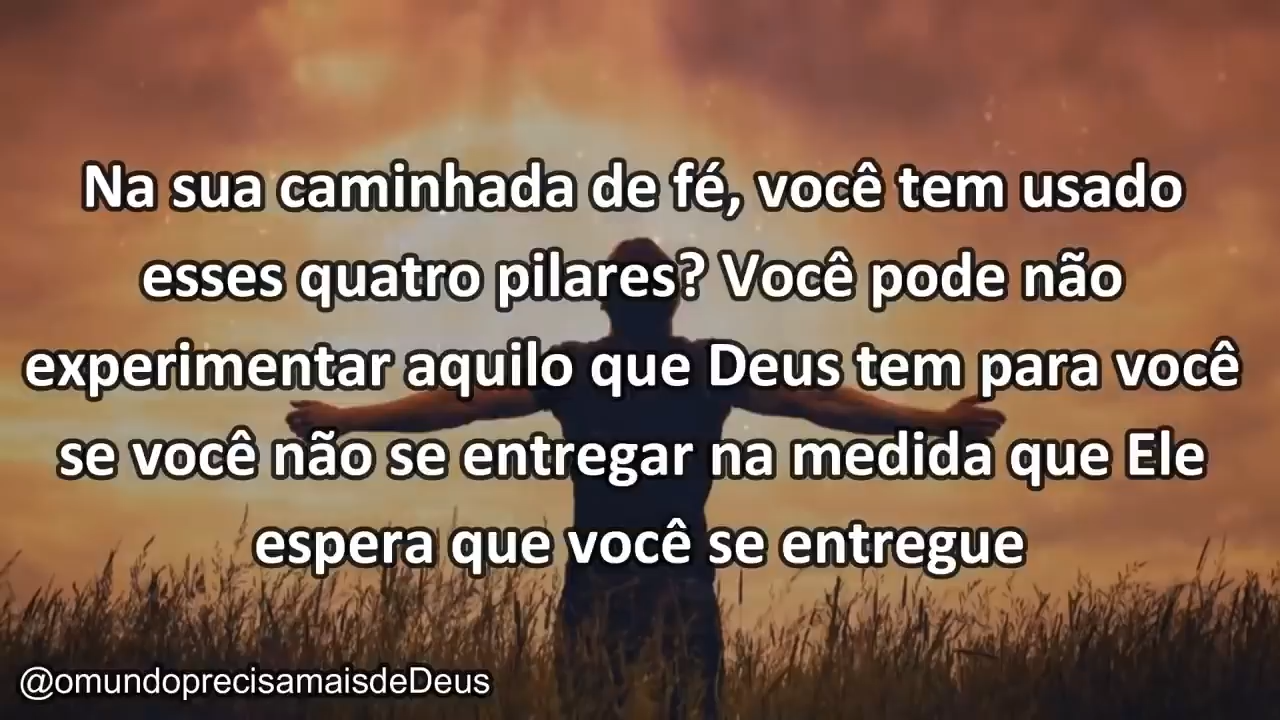 Na sua caminhada de fé, você tem usado
esses quatro pilares? Você pode não
experimentar aquilo que Deus tem para você
se você não se entregar na medida que Ele
espera que você se entregue
@omundoprecisamaisdeDeus